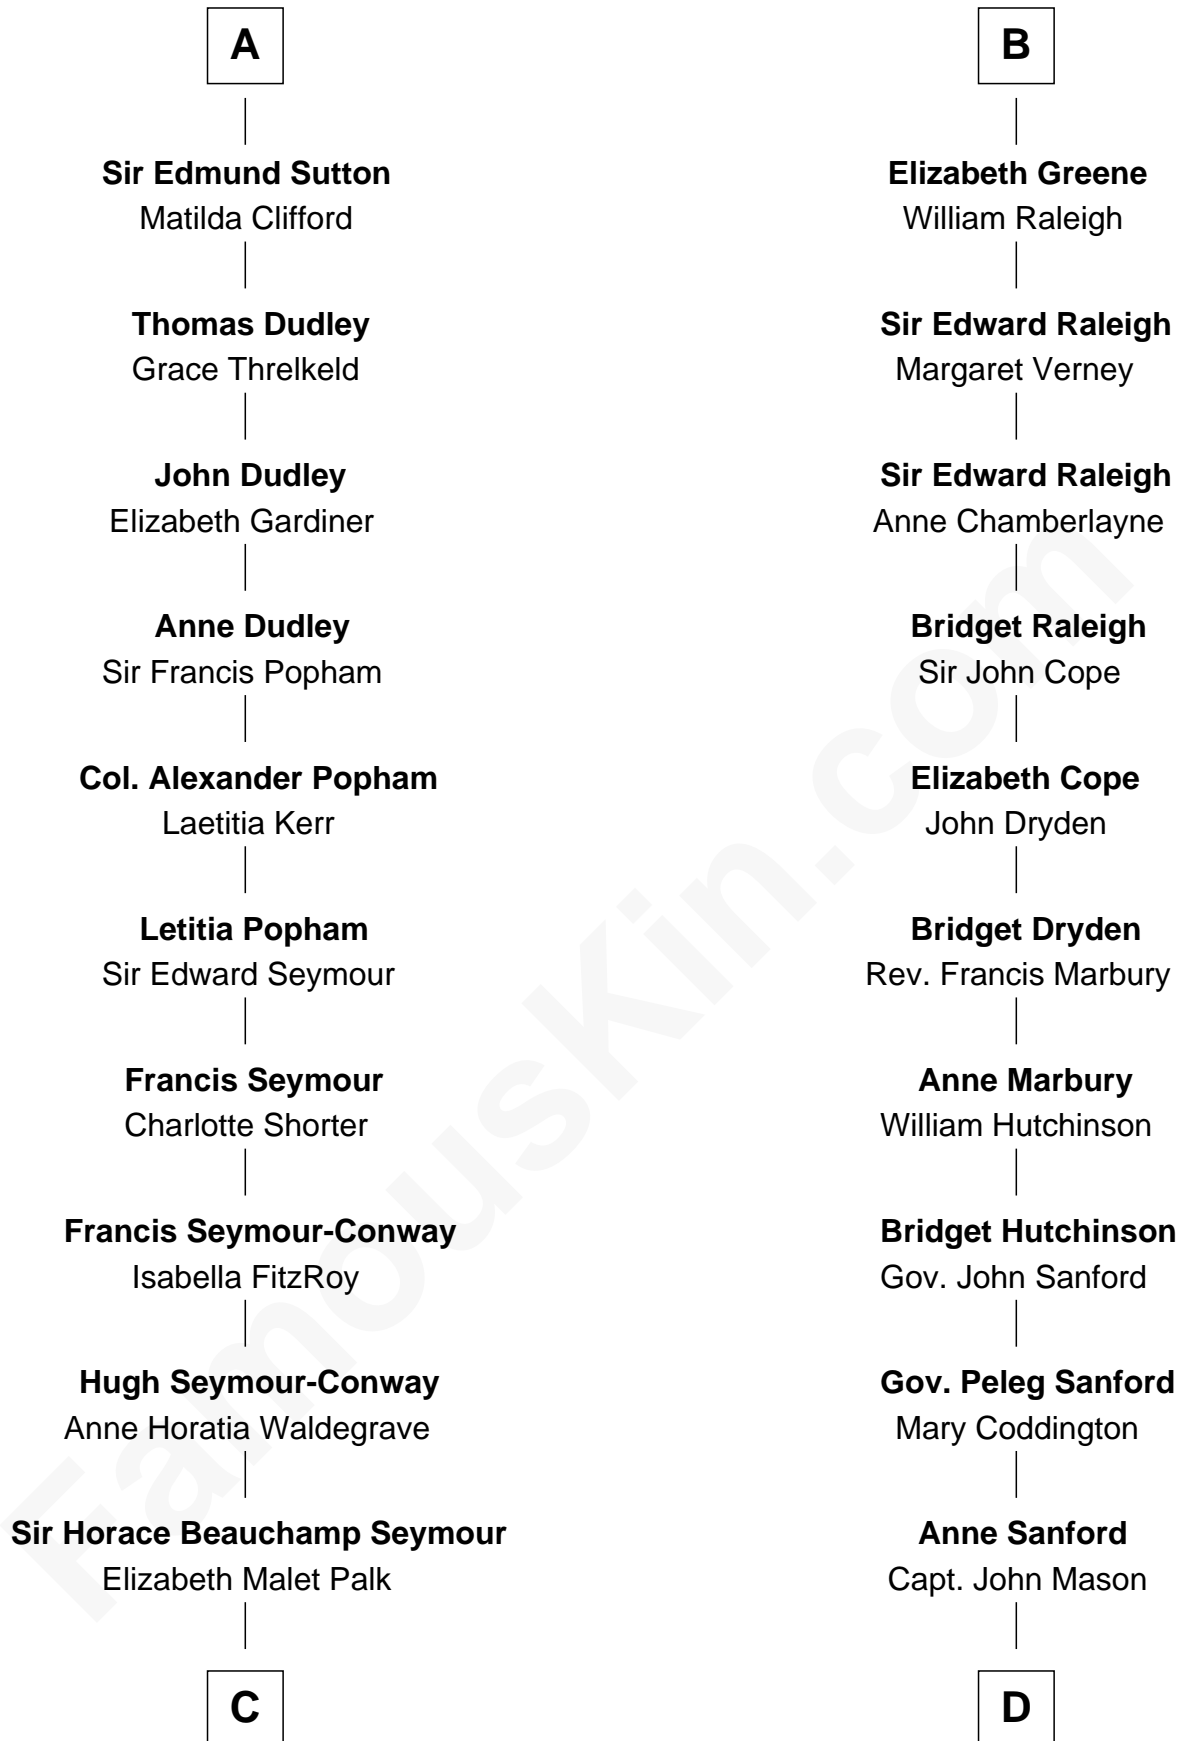 A
Sir Edmund Sutton
Matilda Clifford
Thomas Dudley
Grace Threlkeld
John Dudley
Elizabeth Gardiner
Anne Dudley
Sir Francis Popham
Col. Alexander Popham
Laetitia Kerr
Letitia Popham
Sir Edward Seymour
Francis Seymour
Charlotte Shorter
Francis Seymour-Conway
Isabella FitzRoy
Hugh Seymour-Conway
Anne Horatia Waldegrave
Sir Horace Beauchamp Seymour
Elizabeth Malet Palk
C
B
Elizabeth Greene
William Raleigh
Sir Edward Raleigh
Margaret Verney
Sir Edward Raleigh
Anne Chamberlayne
Bridget Raleigh
Sir John Cope
Elizabeth Cope
John Dryden
Bridget Dryden
Rev. Francis Marbury
Anne Marbury
William Hutchinson
Bridget Hutchinson
Gov. John Sanford
Gov. Peleg Sanford
Mary Coddington
Anne Sanford
Capt. John Mason
D
FamousKin.com